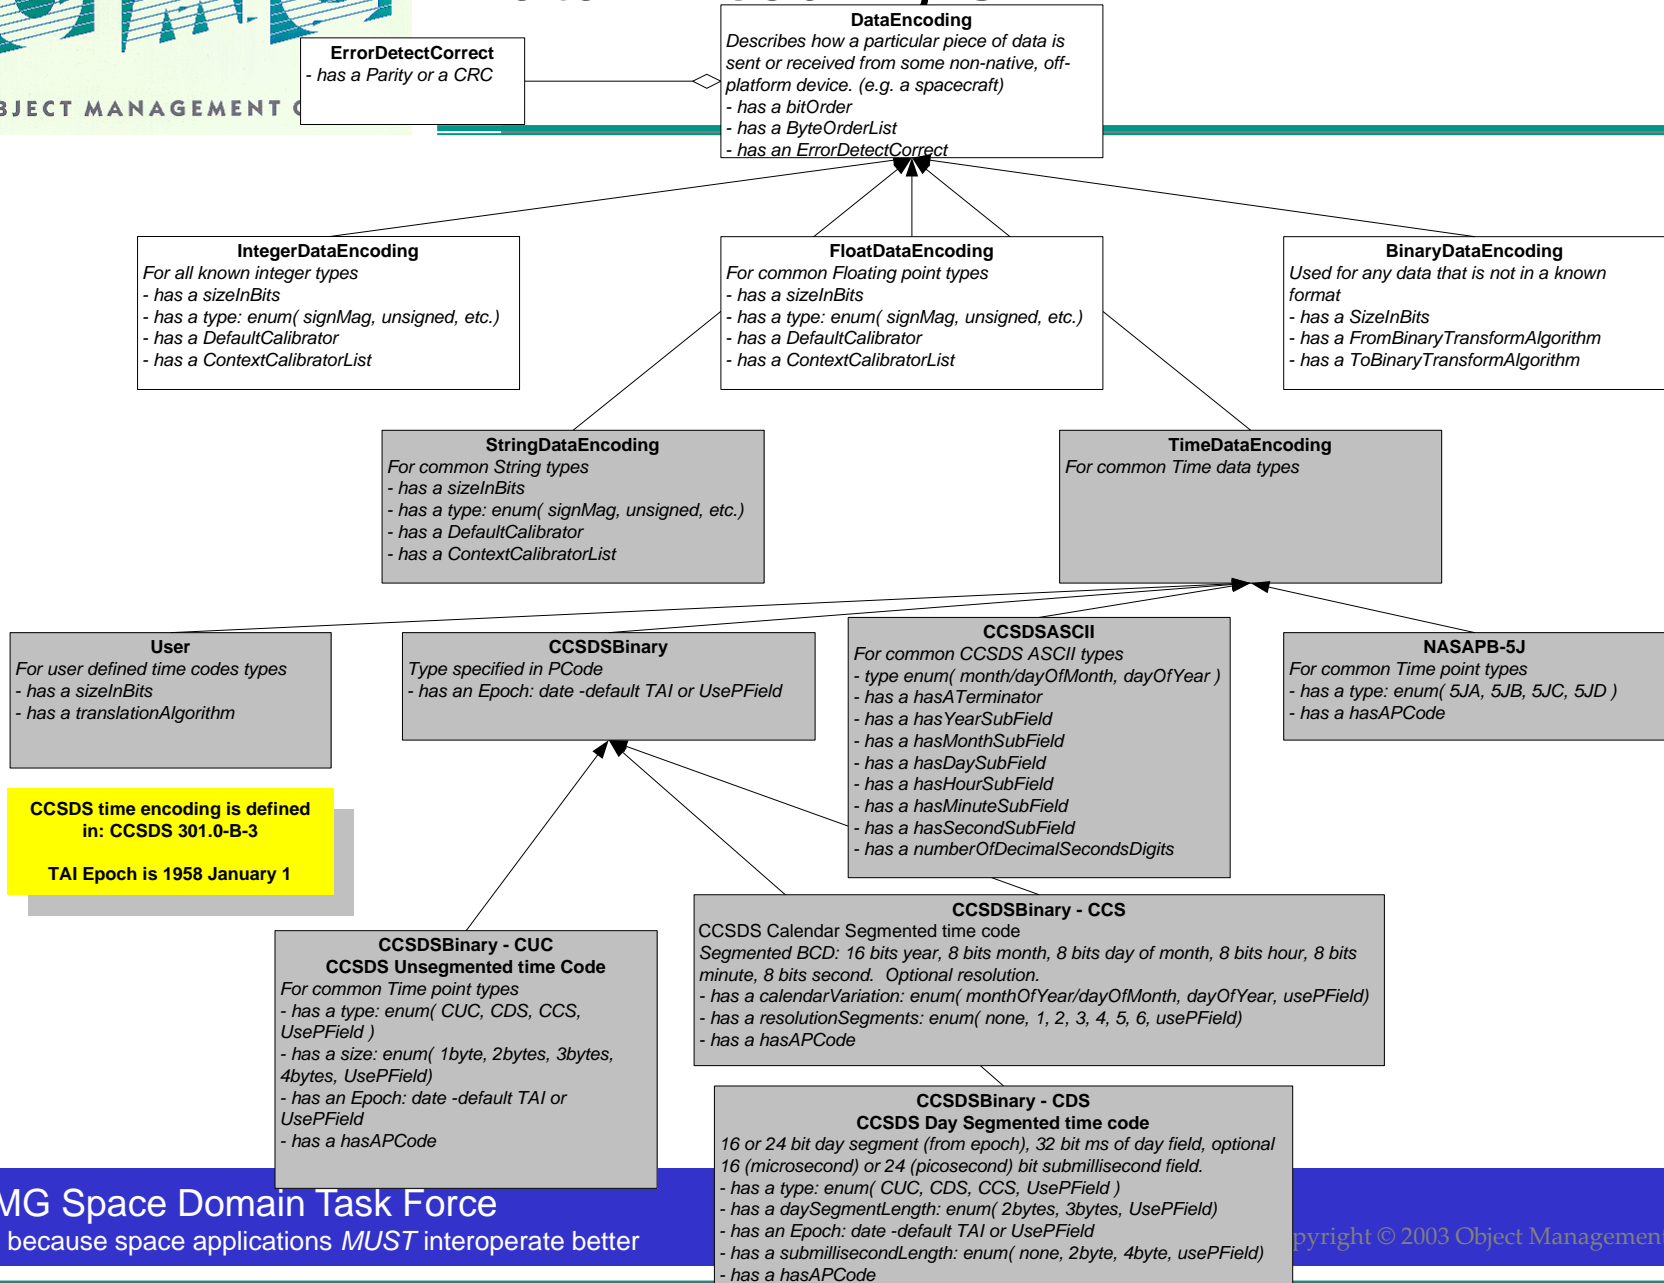 DataEncoding
Describes how a particular piece of data is
sent or received from some non-native, off-
platform device. (e.g. a spacecraft)
- has a bitOrder
- has a ByteOrderList
- has an ErrorDetectCorrect
ErrorDetectCorrect
- has a Parity or a CRC
BJECT MANAGEMENT
IntegerDataEncoding
For all known integer types
- has a sizeInBits
- has a type: enum( signMag, unsigned, etc.)
- has a DefaultCalibrator
- has a ContextCalibratorList
FloatDataEncoding
For common Floating point types
- has a sizeInBits
- has a type: enum( signMag, unsigned, etc.)
- has a DefaultCalibrator
- has a ContextCalibratorList
BinaryDataEncoding
Used for any data that is not in a known
format
- has a SizeInBits
- has a FromBinaryTransformAlgorithm
- has a ToBinaryTransformAlgorithm
StringDataEncoding
For common String types
- has a sizeInBits
- has a type: enum( signMag, unsigned, etc.)
- has a DefaultCalibrator
- has a ContextCalibratorList
TimeDataEncoding
For common Time data types
User
For user defined time codes types
- has a sizeInBits
- has a translationAlgorithm
CCSDSBinary
Type specified in PCode
- has an Epoch: date -default TAI or UsePField
CCSDSASCII
For common CCSDS ASCII types
- type enum( month/dayOfMonth, dayOfYear )
- has a hasATerminator
- has a hasYearSubField
- has a hasMonthSubField
- has a hasDaySubField
- has a hasHourSubField
- has a hasMinuteSubField
- has a hasSecondSubField
- has a numberOfDecimalSecondsDigits
NASAPB-5J
For common Time point types
- has a type: enum( 5JA, 5JB, 5JC, 5JD )
- has a hasAPCode
CCSDS time encoding is defined
in: CCSDS 301.0-B-3
TAI Epoch is 1958 January 1
CCSDSBinary - CUC
CCSDS Unsegmented time Code
For common Time point types
- has a type: enum( CUC, CDS, CCS,
UsePField )
- has a size: enum( 1byte, 2bytes, 3bytes,
4bytes, UsePField)
- has an Epoch: date -default TAI or
UsePField
- has a hasAPCode
CCSDSBinary - CCS
CCSDS Calendar Segmented time code
Segmented BCD: 16 bits year, 8 bits month, 8 bits day of month, 8 bits hour, 8 bits
minute, 8 bits second.  Optional resolution.
- has a calendarVariation: enum( monthOfYear/dayOfMonth, dayOfYear, usePField)
- has a resolutionSegments: enum( none, 1, 2, 3, 4, 5, 6, usePField)
- has a hasAPCode
CCSDSBinary - CDS
CCSDS Day Segmented time code
16 or 24 bit day segment (from epoch), 32 bit ms of day field, optional
16 (microsecond) or 24 (picosecond) bit submillisecond field.
- has a type: enum( CUC, CDS, CCS, UsePField )
- has a daySegmentLength: enum( 2bytes, 3bytes, UsePField)
- has an Epoch: date -default TAI or UsePField
- has a submillisecondLength: enum( none, 2byte, 4byte, usePField)
- has a hasAPCode
MG Space Domain Task Force
because space applications MUST interoperate better
pyright © 2003 Object Management